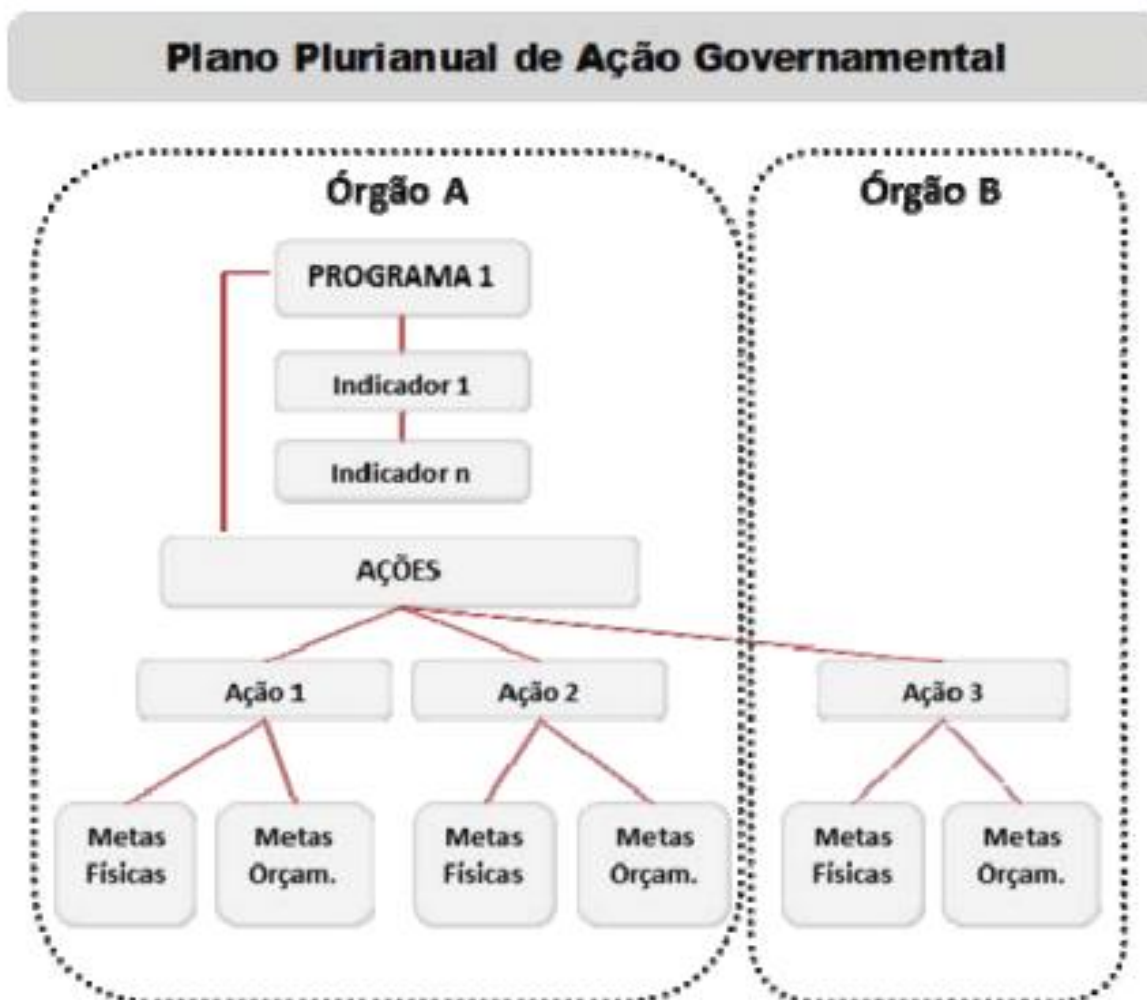 Plano Plurianual de Ação Governamental
Órgão A
Órgão B
PROGRAMA 1
Indicador 1
Indicador n
AÇÕES
Ação 1
Ação 2
Ação 3
Metas
Físicas
Metas
Orçam.
Metas
Físicas
Metas
Orçam.
Metas
Físicas
Metas
Orçam.